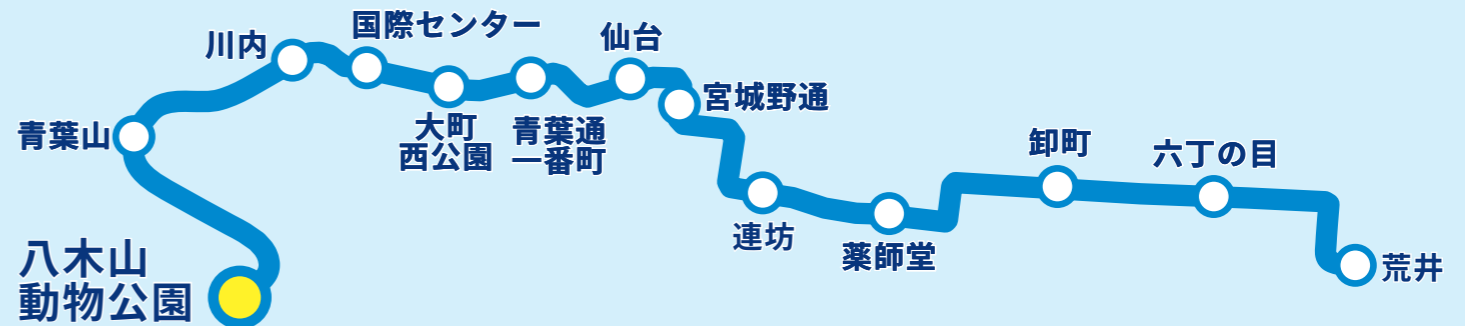 国際センター
川内
仙台
宮城野通
青葉山
大町
西公園
青葉通
一番町
卸町
六丁の目
連坊
薬師堂
八木山
動物公園
荒井